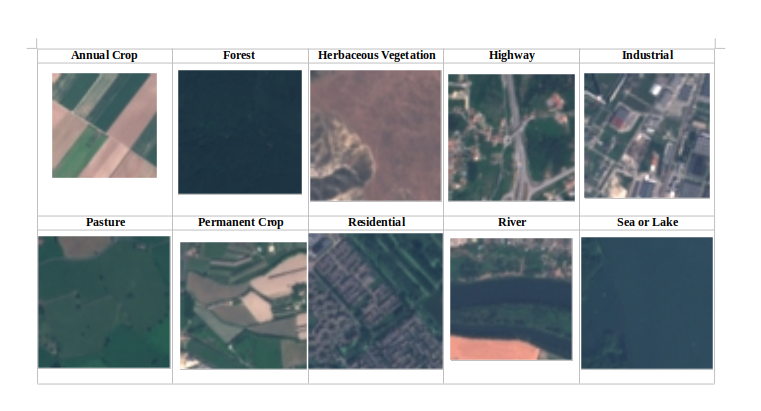 Annual Crop Forest Herbaceous Vegetation Highway Industrial
Pasture Permanent Crop Residential River Sea or Lake